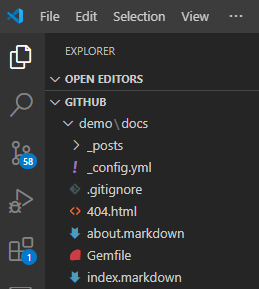 File Edit Selection View ···
EXPLORER
OPEN EDITORS
GITHUB
demo\docs
_posts
_config.yml
.gitignore
404.html
about.markdown
Gemfile
index.markdown
58
1